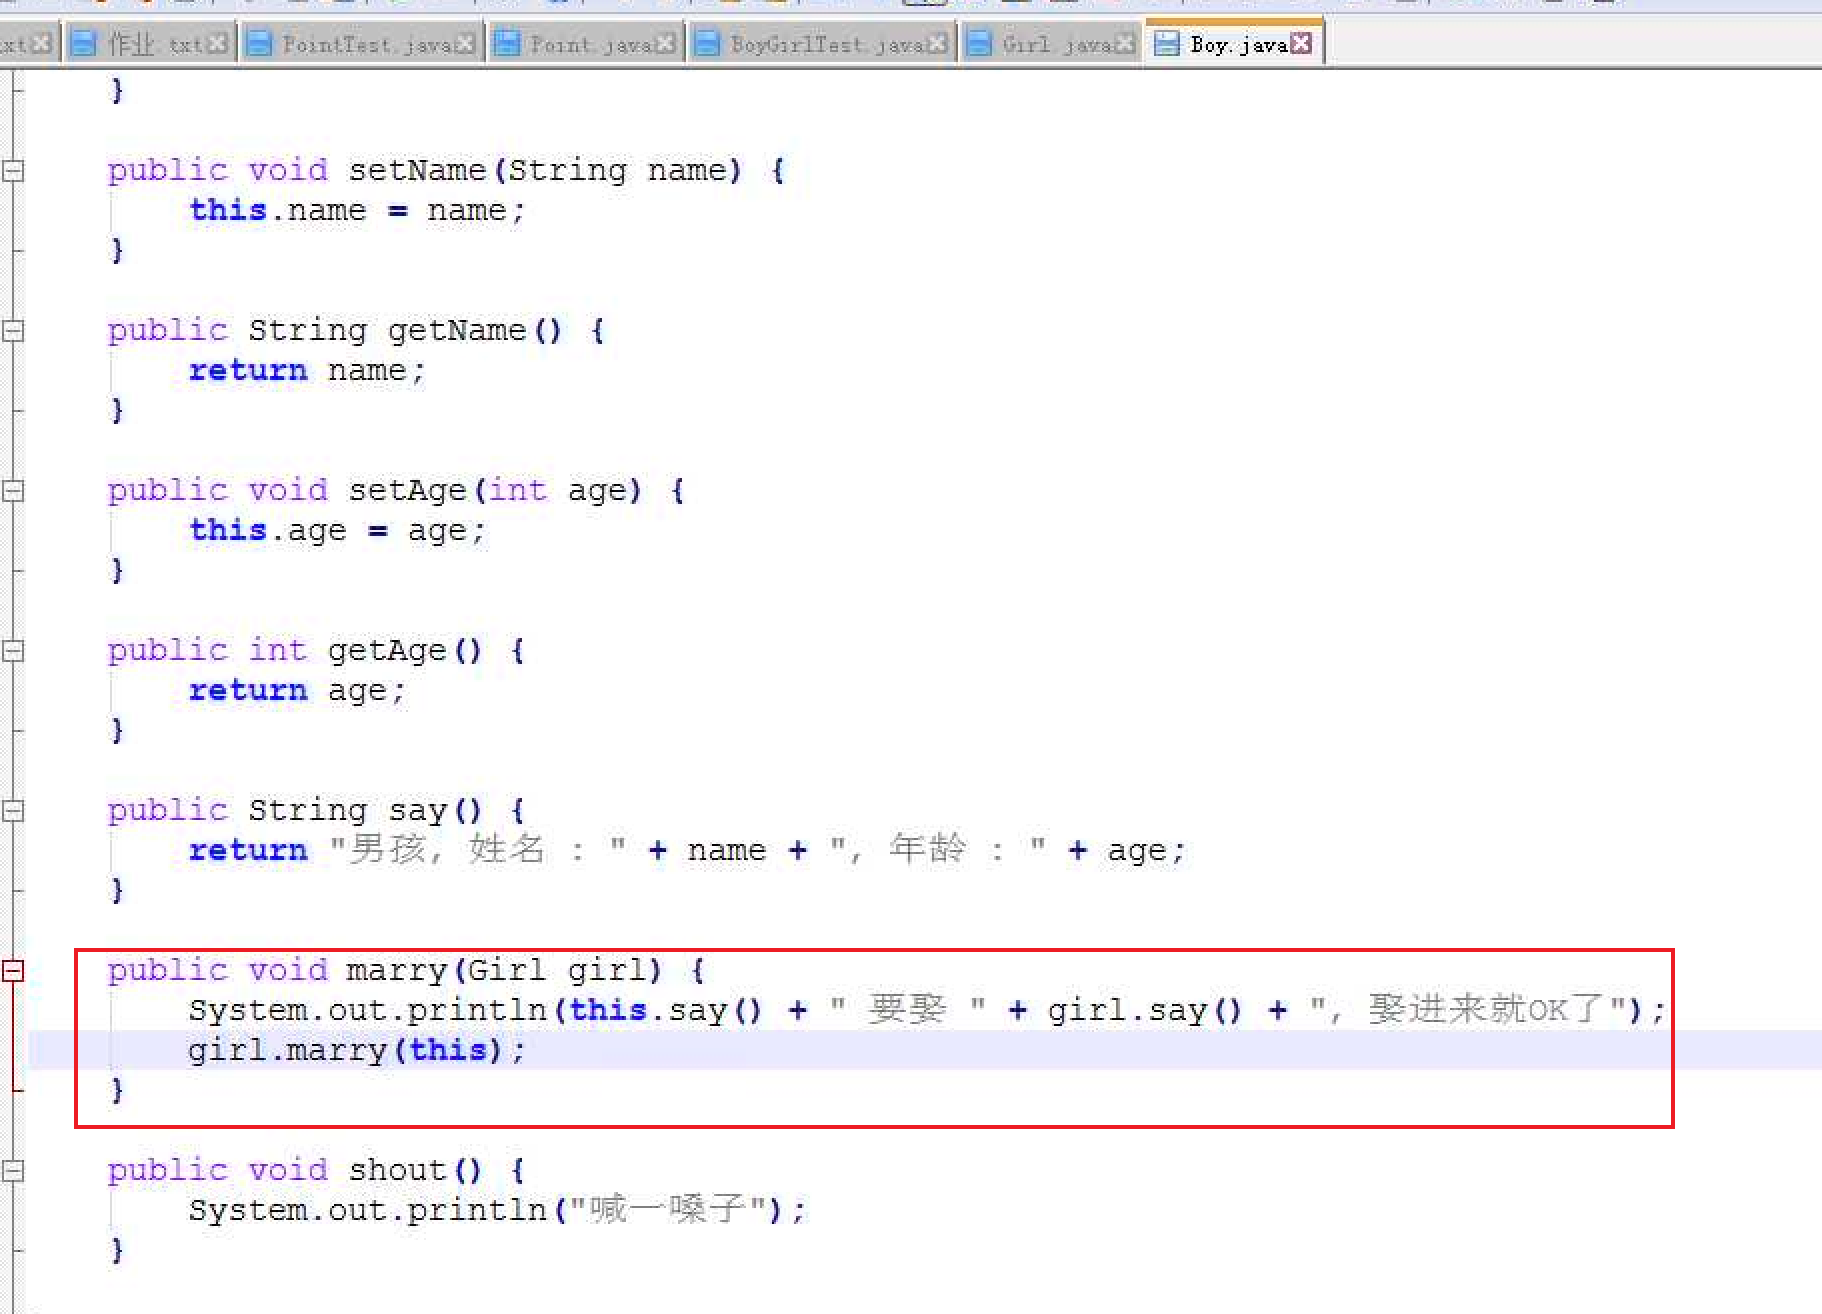 xt
作业.txt PointTest.java Point.java BoyGirlTest.java Girl.java Boy.java
}
public void setName(String name) {
this.name = name;
}
public String getName() {
return name;
}
public void setAge(int age) {
this.age = age;
}
public int getAge() {
return age;
}
public String say() {
return "男孩, 姓名 : " + name + ", 年龄 : " + age;
}
public void marry(Girl girl) {
System.out.println(this.say() + " 要娶 " + girl.say() + ", 娶进来就OK了");
girl.marry(this);
}
public void shout() {
System.out.println("喊一嗓子");
}